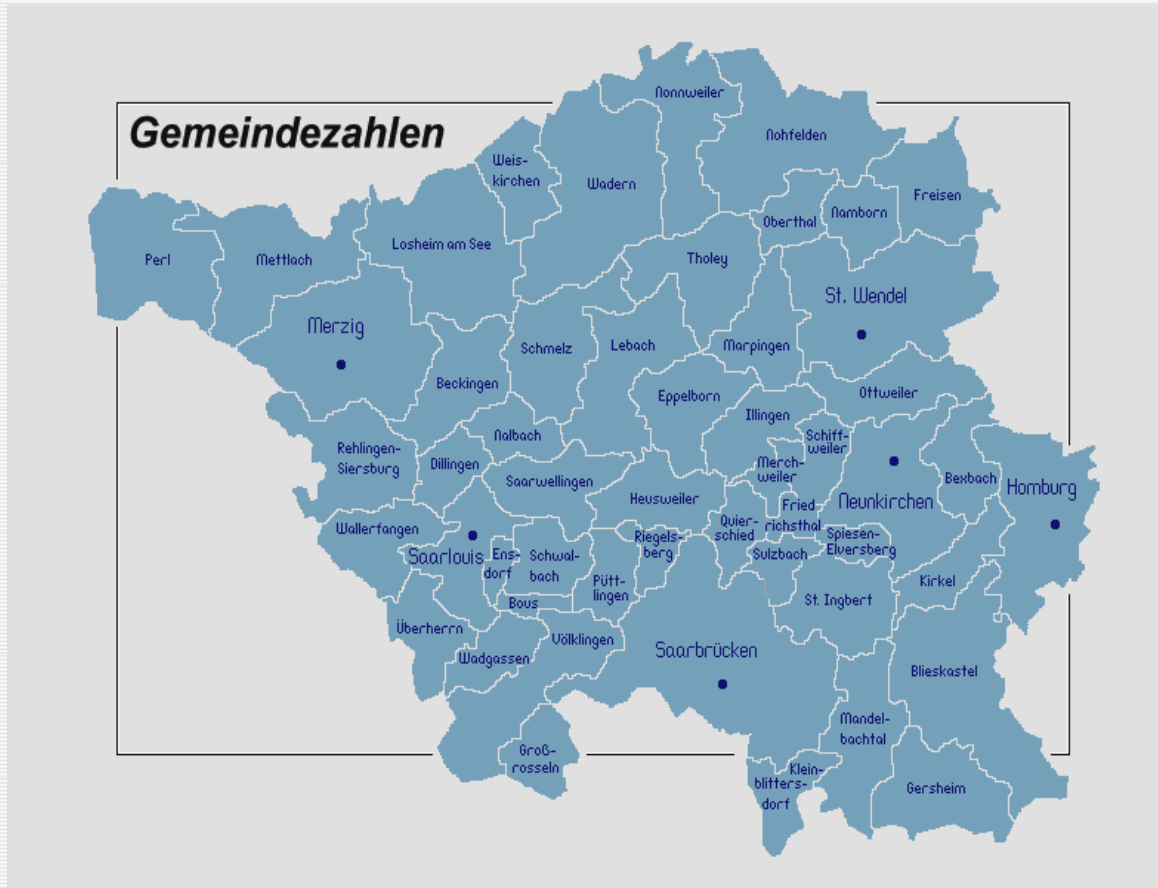 Gemeindezahlen
Nonnweiler
Nohfelden
Weis-
kirchen
Wadern
Freisen
Oberthal
Namborn
Losheim am See
Perl
Mettlach
Tholey
St. Wendel
Merzig
Schmelz
Lebach
Marpingen
Beckingen
Eppelborn
Ottweiler
Illingen
Nalbach
Schiff-
weiler
Rehlingen-
Siersburg
Dillingen
Merch-
weiler
Saarwellingen
Bexbach
Homburg
Heusweiler
Neunkirchen
Fried
richsthal
Quier-
schied
Wallerfangen
Riegels-
berg
Spiesen-
Elversberg
Saarlouis
Ens-
dorf
Schwal-
bach
Sulzbach
Pütt-
lingen
Kirkel
Bous
St. Ingbert
Überherrn
Völklingen
Saarbrücken
Wadgassen
Blieskastel
Mandel-
bachtal
Groß-
rosseln
Klein-
blitters-
dorf
Gersheim